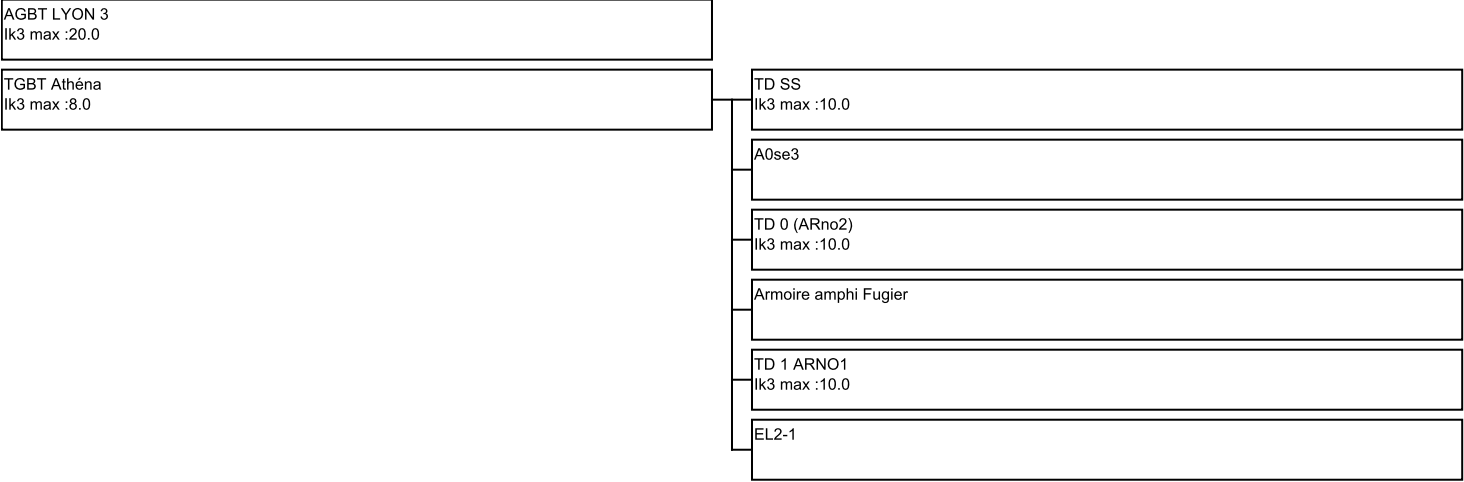 AGBT LYON 3
Ik3 max :20.0
TGBT Athéna
Ik3 max :8.0
TD SS
Ik3 max :10.0
A0se3
TD 0 (ARno2)
Ik3 max :10.0
Armoire amphi Fugier
TD 1 ARNO1
Ik3 max :10.0
EL2-1